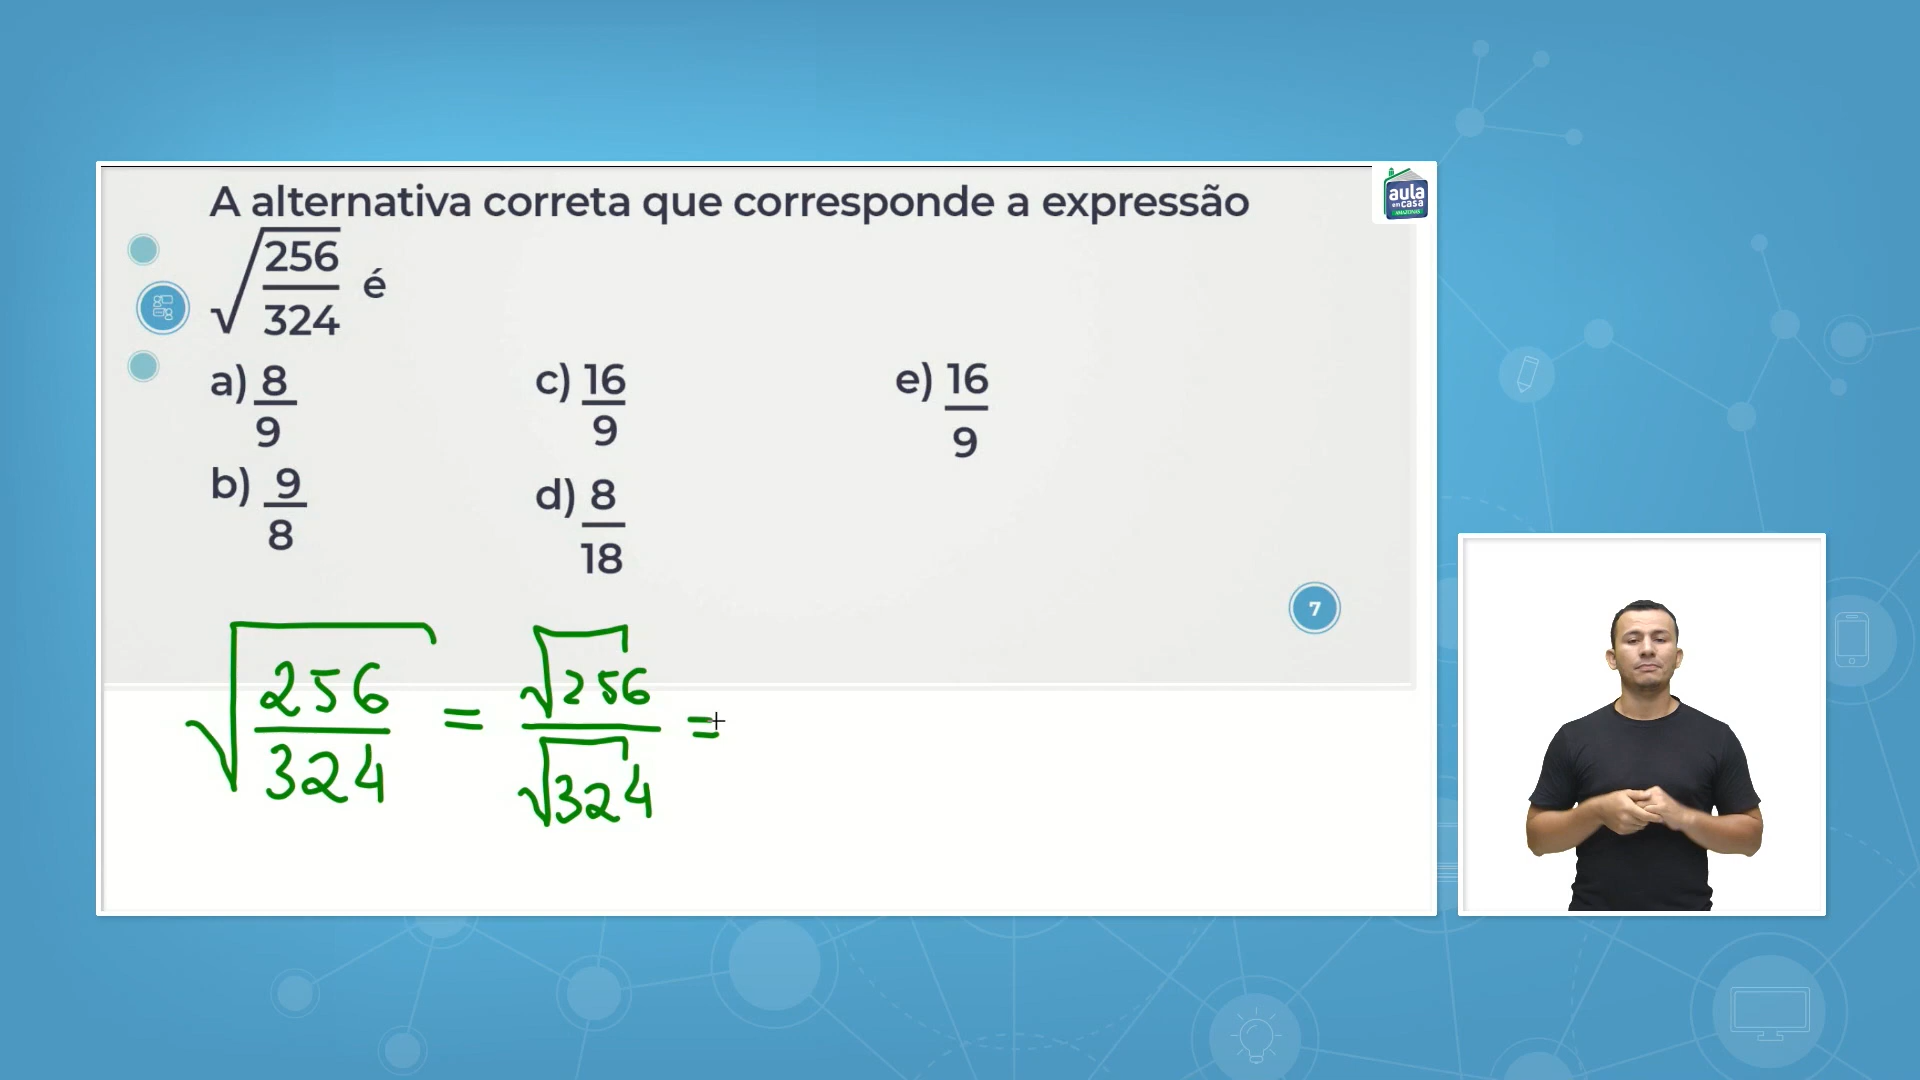 A alternativa correta que corresponde a expressão
√256/324 é
a) 8/9
b) 9/8
c) 16/9
d) 8/18
e) 16/9
7
√256/324 = √256/√324 =
aula
em casa
AMAZONAS